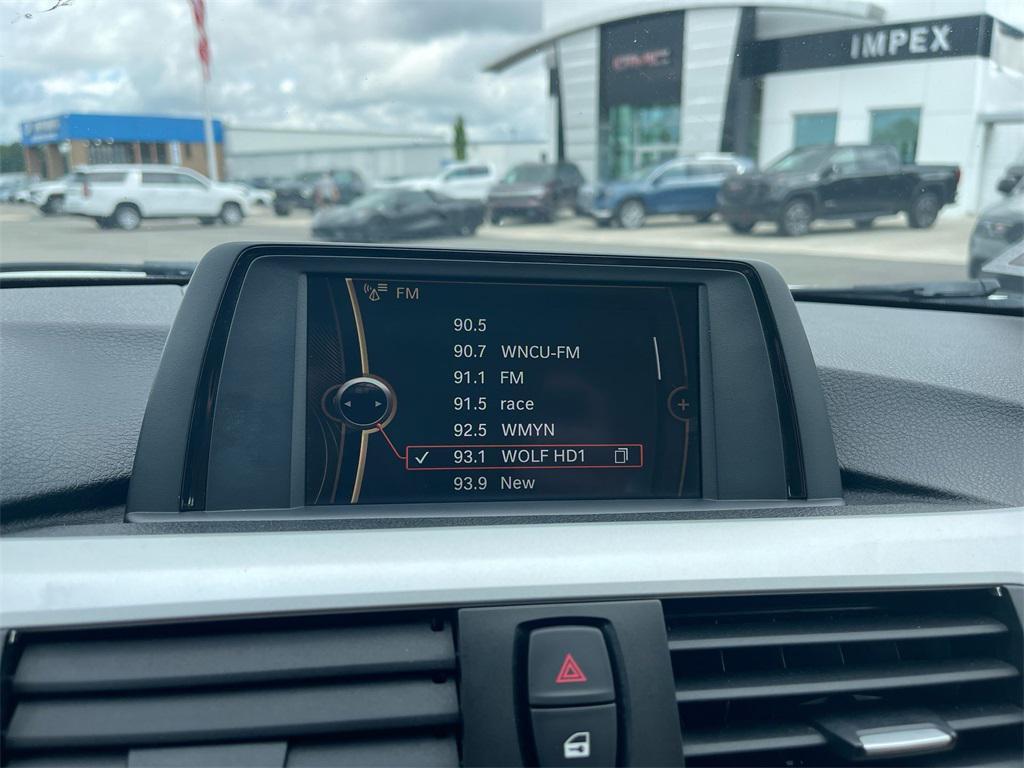 IMPEX
GMC
FM
90.5
90.7 WNCU-FM
91.1 FM
91.5 race
92.5 WMYN
93.1 WOLF HD1
93.9 New